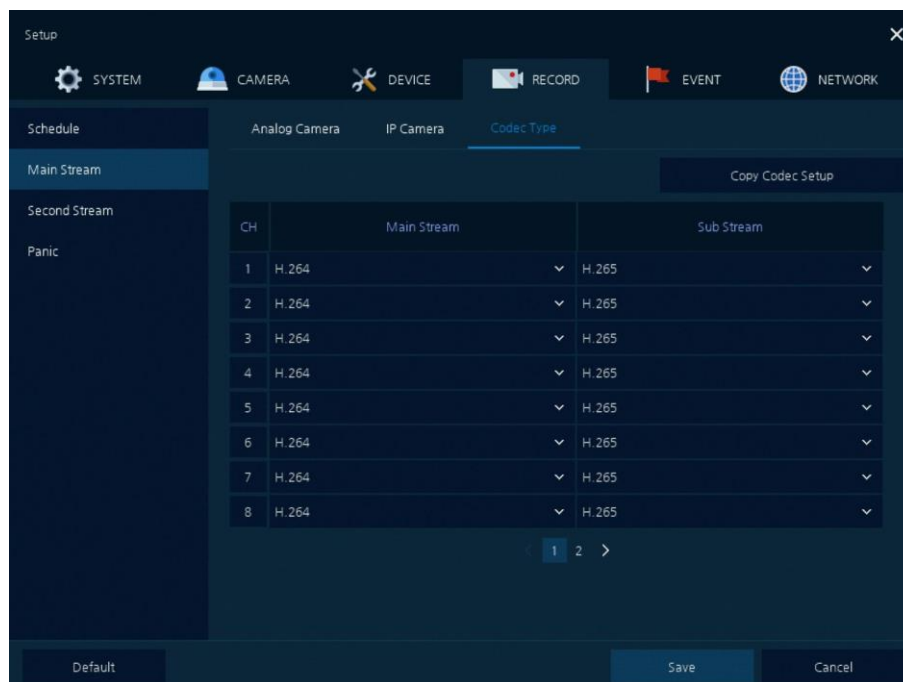 Setup
SYSTEM CAMERA DEVICE RECORD EVENT NETWORK
Schedule
Main Stream
Second Stream
Panic
Analog Camera IP Camera Codec Type
Copy Codec Setup
CH Main Stream Sub Stream
1 H.264 H.265
2 H.264 H.265
3 H.264 H.265
4 H.264 H.265
5 H.264 H.265
6 H.264 H.265
7 H.264 H.265
8 H.264 H.265
1 2
Default Save Cancel